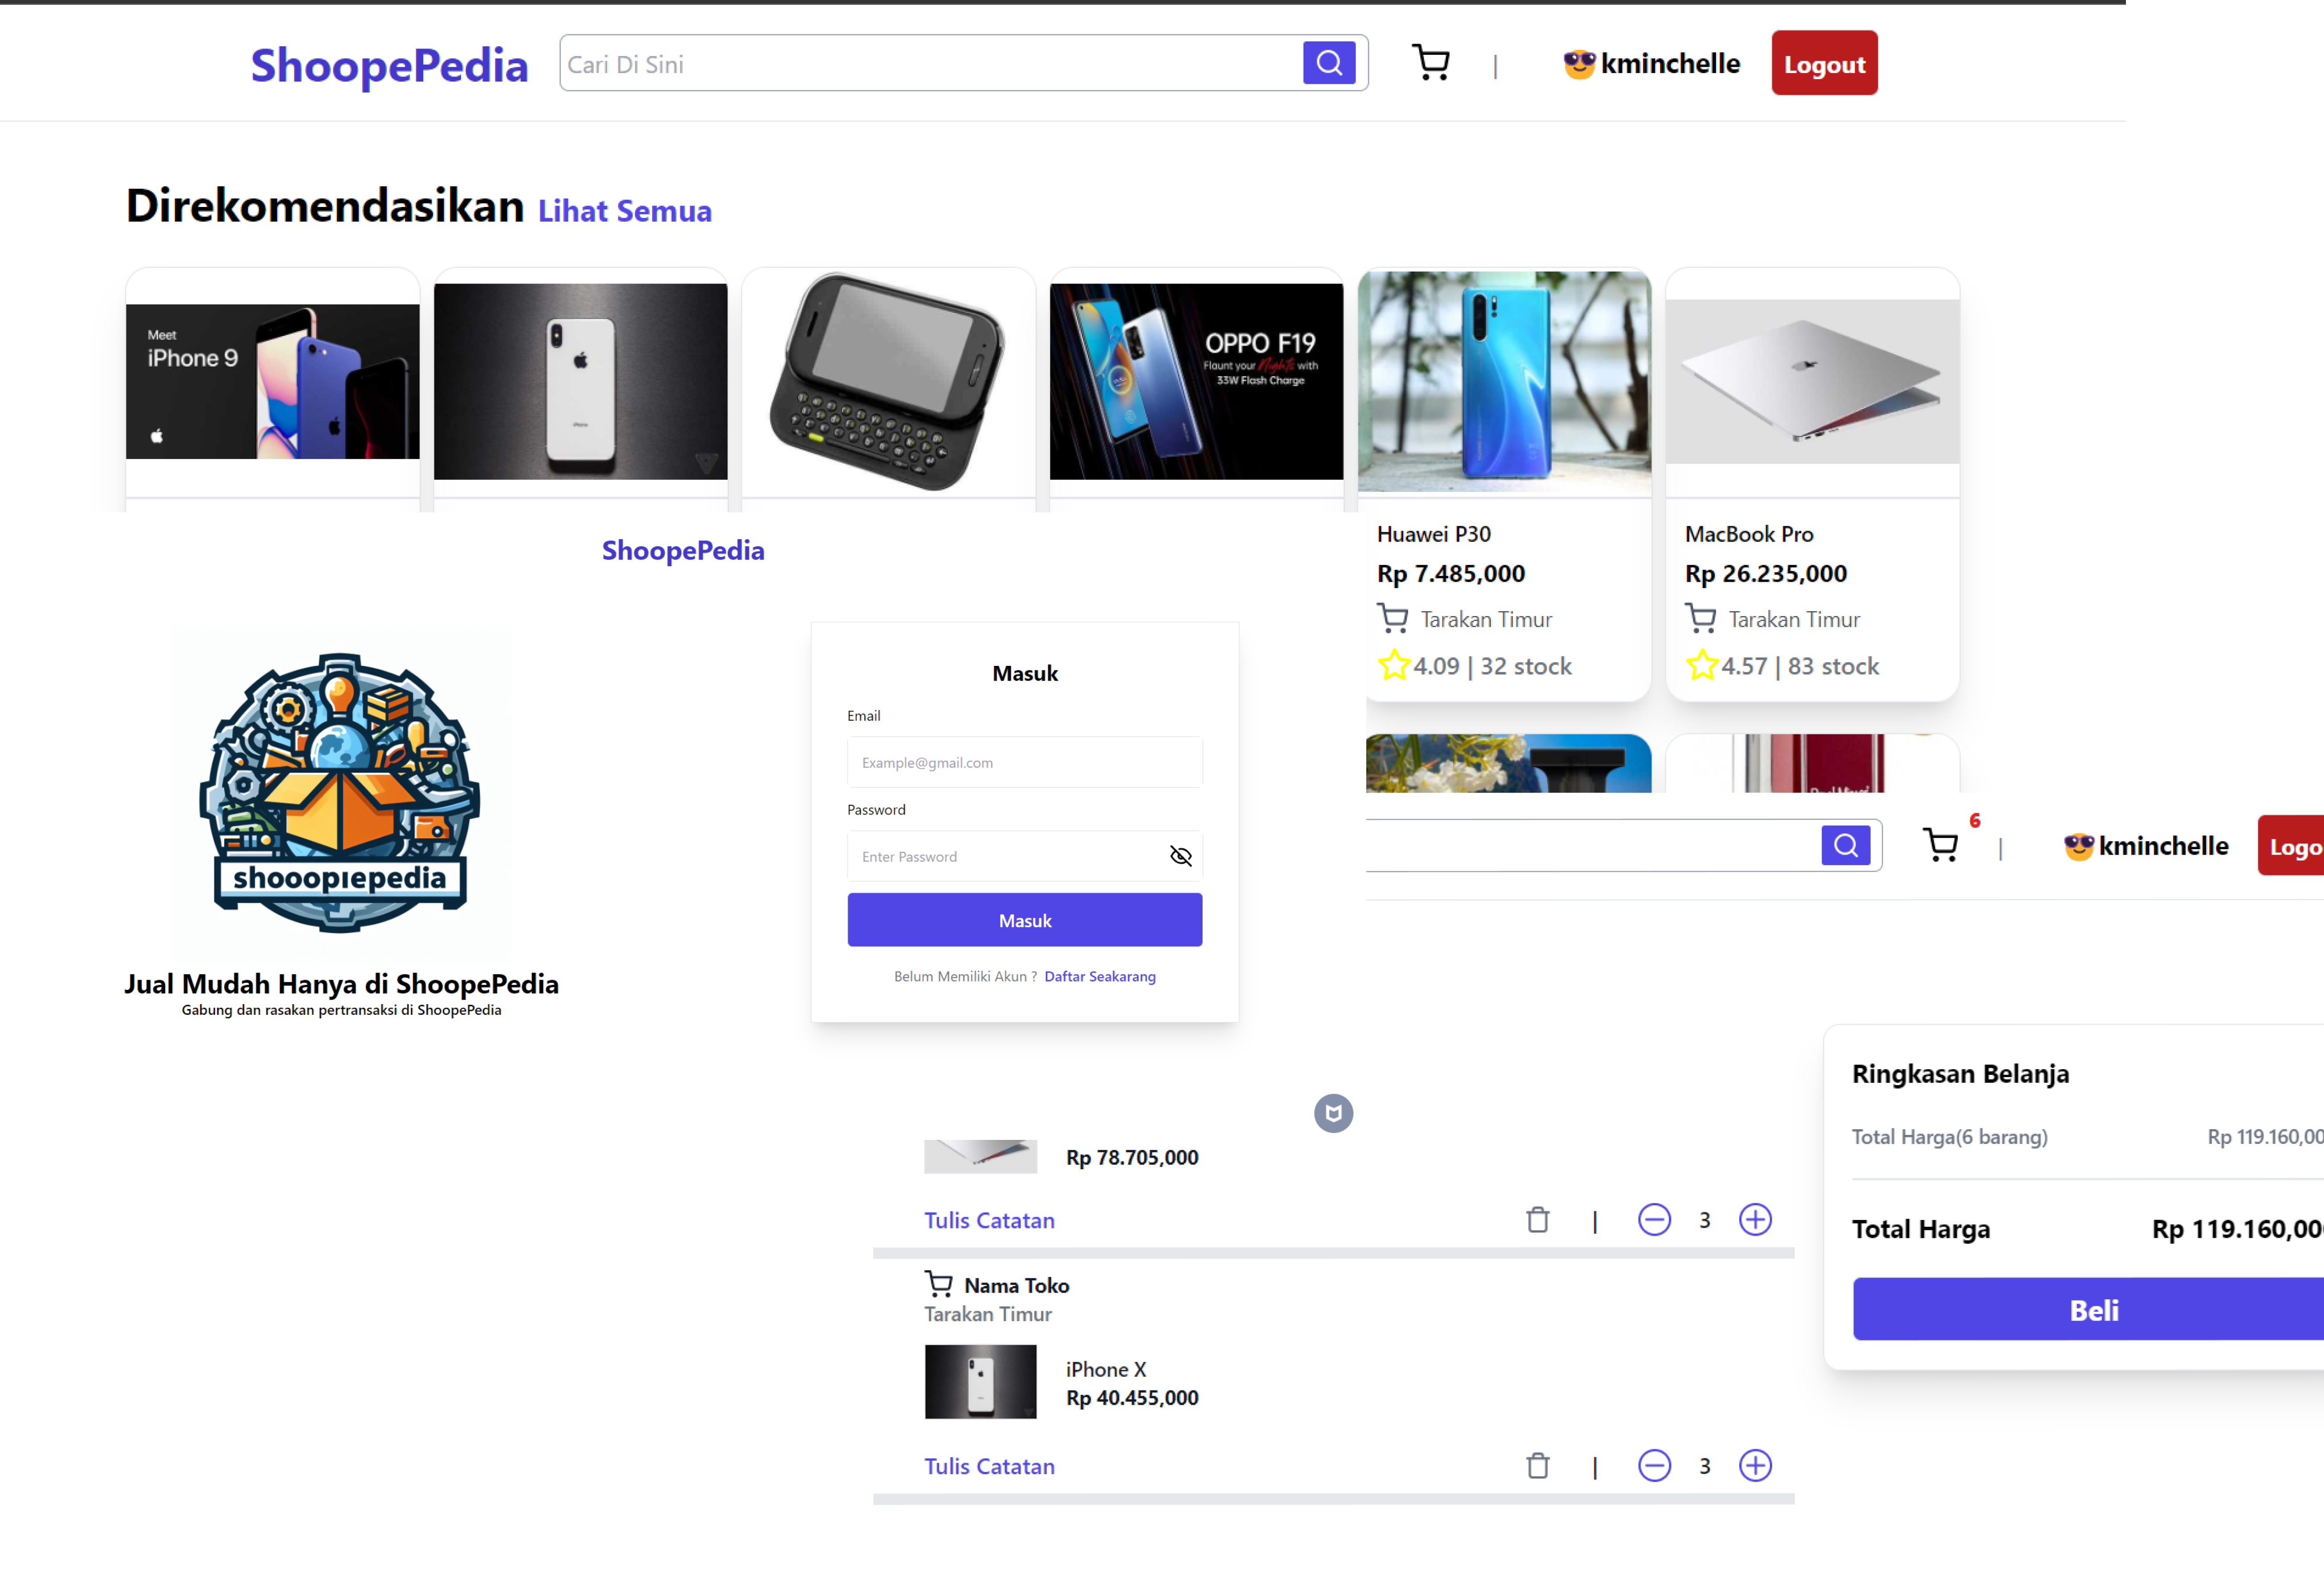 ShoopePedia
Cari Di Sini
|
kminchelle
Logout
Direkomendasikan Lihat Semua
Meet
iPhone 9
iPhone
OPPO F19
Flaunt your Nights with
33W Flash Charge
Huawei P30
Rp 7.485,000
Tarakan Timur
4.09 | 32 stock
MacBook Pro
Rp 26.235,000
Tarakan Timur
4.57 | 83 stock
ShoopePedia
shooopıepedia
Jual Mudah Hanya di ShoopePedia
Gabung dan rasakan pertransaksi di ShoopePedia
Masuk
Email
Example@gmail.com
Password
Enter Password
Masuk
Belum Memiliki Akun ? Daftar Seakarang
6
|
kminchelle
Logo
Rp 78.705,000
Tulis Catatan
| 3
Nama Toko
Tarakan Timur
iPhone X
Rp 40.455,000
Tulis Catatan
| 3
Ringkasan Belanja
Total Harga(6 barang) Rp 119.160,00
Total Harga Rp 119.160,00
Beli